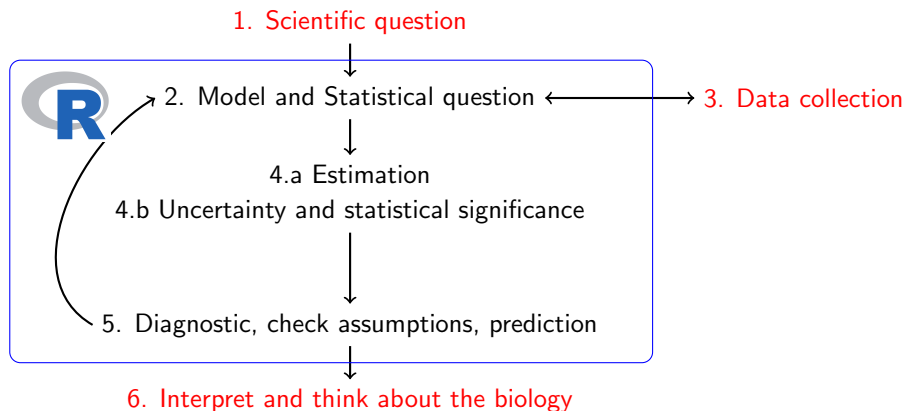 1. Scientific question
R
2. Model and Statistical question
3. Data collection
4.a Estimation
4.b Uncertainty and statistical significance
5. Diagnostic, check assumptions, prediction
6. Interpret and think about the biology